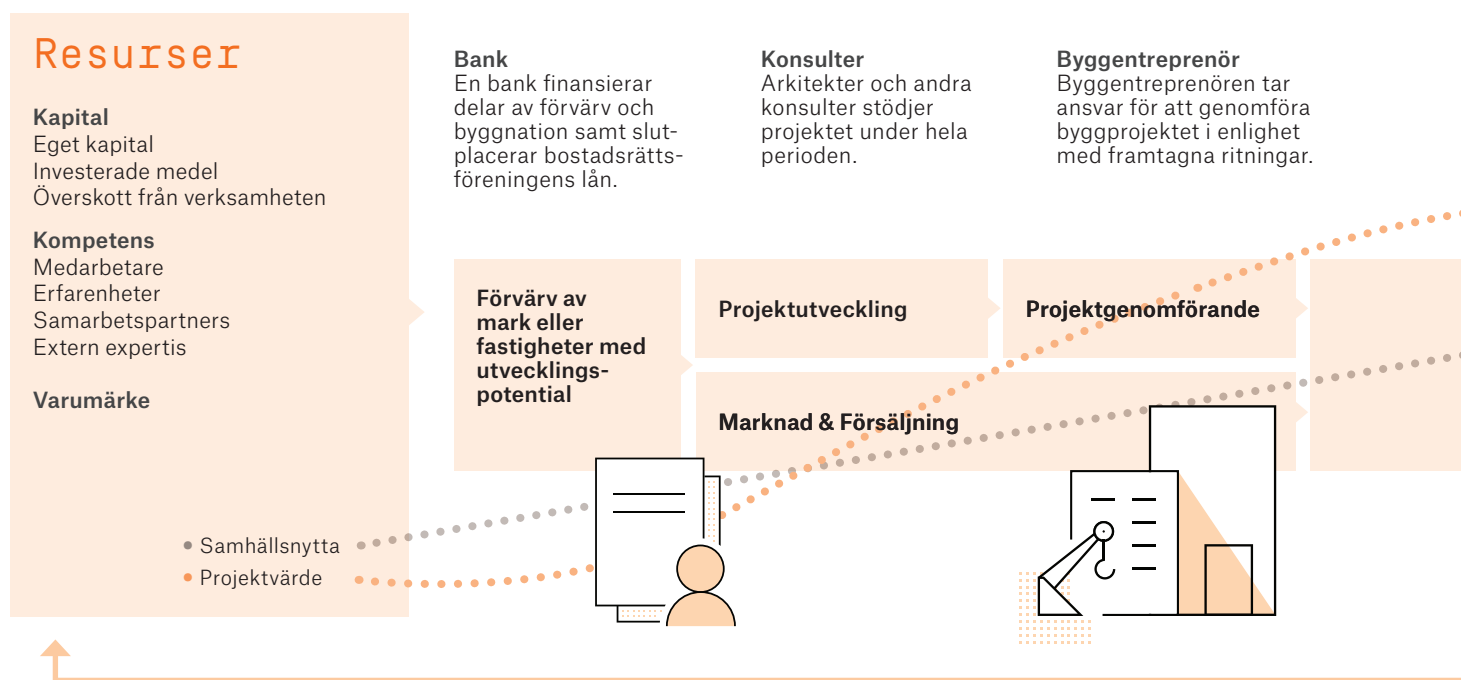 Resurser
Kapital
Eget kapital
Investerade medel
Överskott från verksamheten
Kompetens
Medarbetare
Erfarenheter
Samarbetspartners
Extern expertis
Varumärke
Samhällsnytta
Projektvärde
Bank
En bank finansierar
delar av förvärv och
byggnation samt slut-
placerar bostadsrätts-
föreningens lån.
Konsulter
Arkitekter och andra
konsulter stödjer
projektet under hela
perioden.
Byggentreprenör
Byggentreprenören tar
ansvar för att genomföra
byggprojektet i enlighet
med framtagna ritningar.
Förvärv av
mark eller
fastigheter med
utvecklings-
potential
Projektutveckling
Projektgenomförande
Marknad & Försäljning